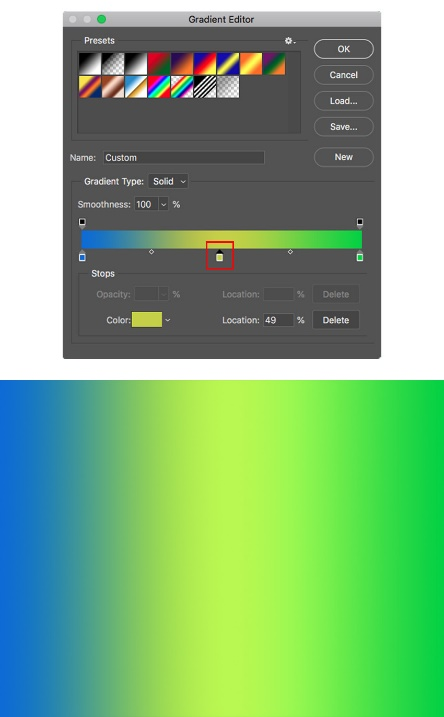 Gradient Editor
Presets
OK
Cancel
Load...
Save...
Name: Custom
New
Gradient Type: Solid
Smoothness: 100 %
Stops
Opacity: % Location: % Delete
Color: Location: 49 % Delete